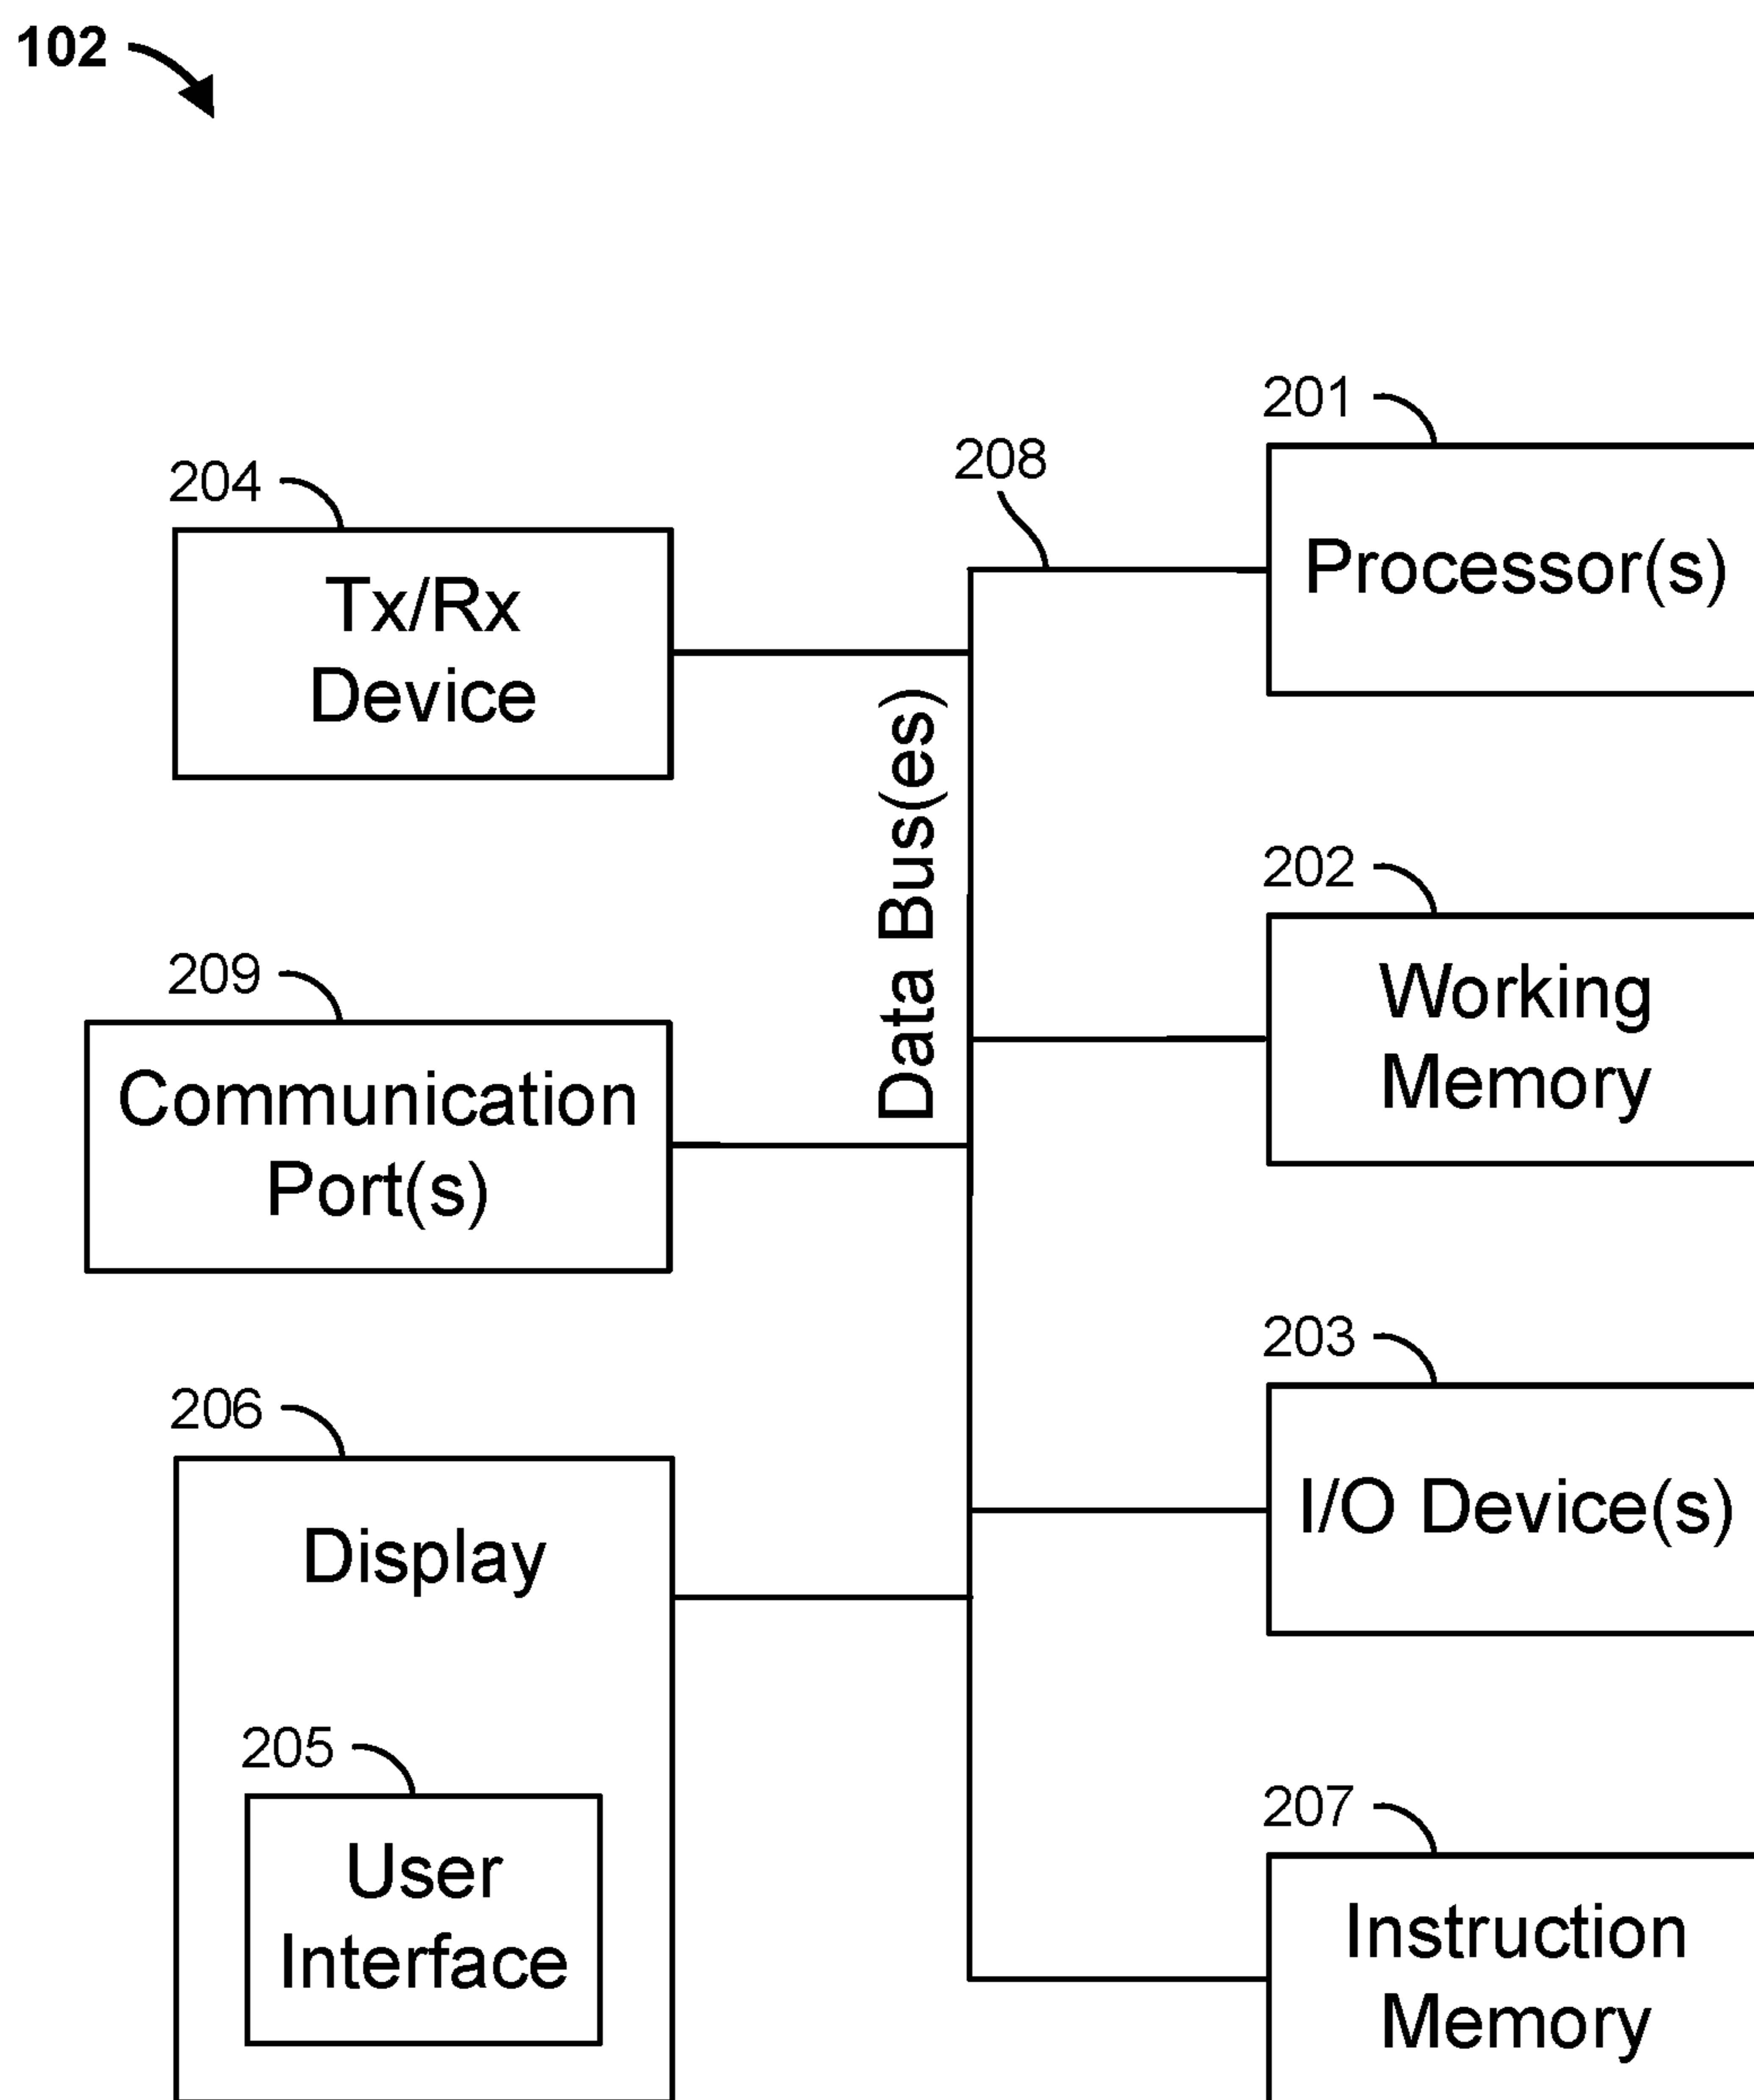 102
204
Tx/Rx
Device
209
Communication
Port(s)
206
Display
205
User
Interface
208
Data Bus(es)
201
Processor(s)
202
Working
Memory
203
I/O Device(s)
207
Instruction
Memory